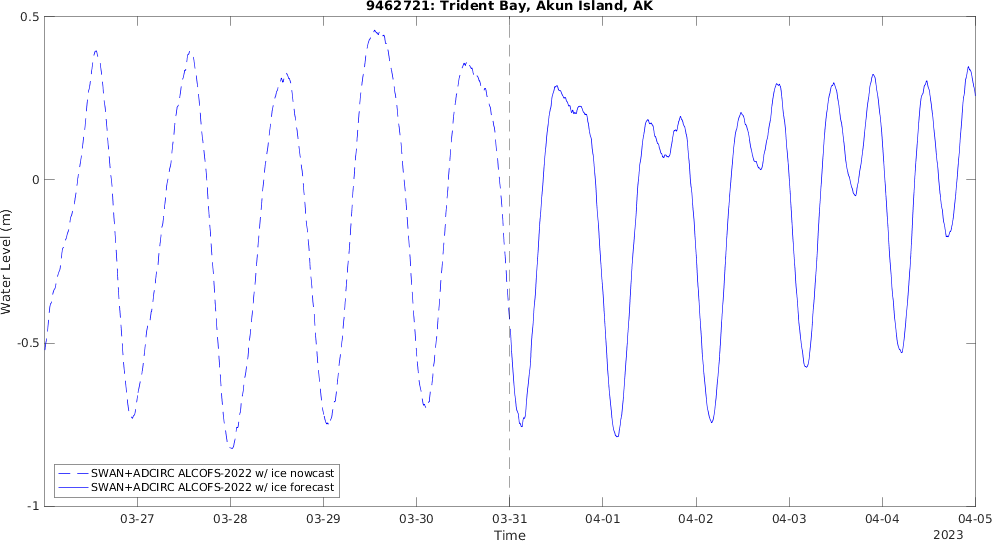 9462721: Trident Bay, Akun Island, AK
0.5
0
-0.5
-1
Water Level (m)
SWAN+ADCIRC ALCOFS-2022 w/ ice nowcast
SWAN+ADCIRC ALCOFS-2022 w/ ice forecast
03-27 03-28 03-29 03-30 03-31 04-01 04-02 04-03 04-04 04-05
Time
2023